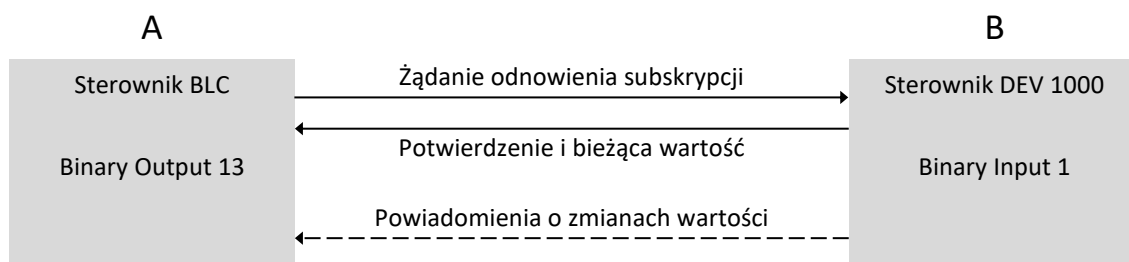 A
B
Sterownik BLC
Żądanie odnowienia subskrypcji
Sterownik DEV 1000
Potwierdzenie i bieżąca wartość
Binary Output 13
Binary Input 1
Powiadomienia o zmianach wartości